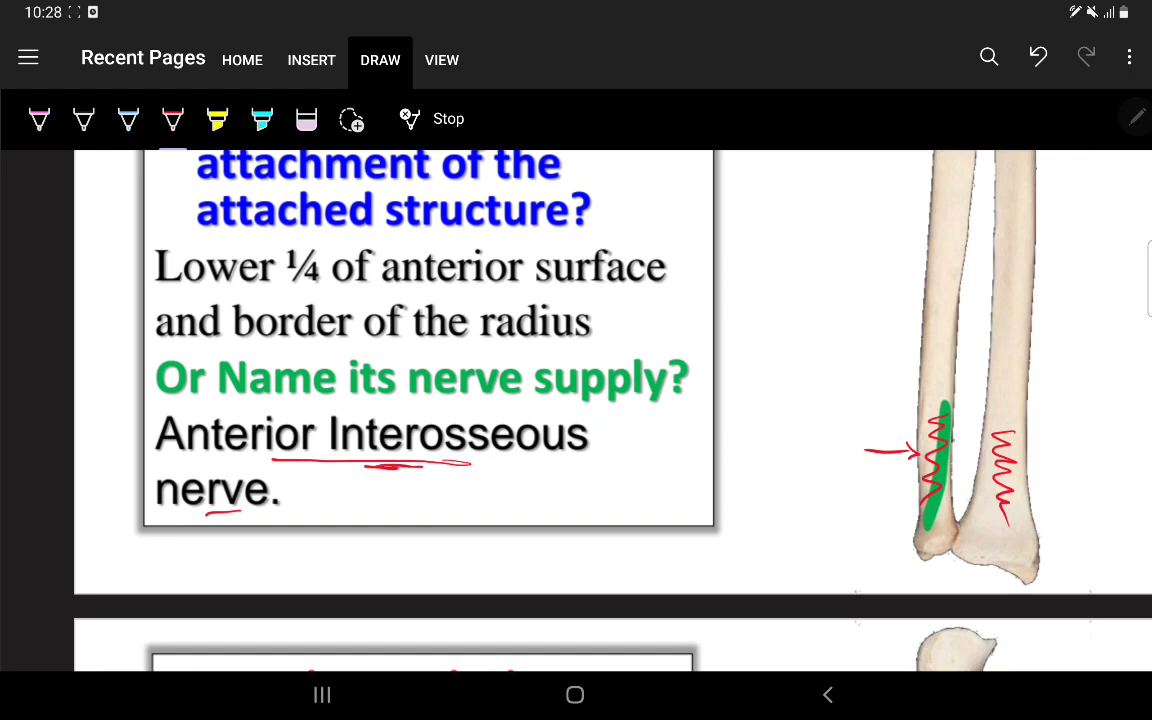 10:28
Recent Pages HOME INSERT DRAW VIEW
Stop
attachment of the
attached structure?
Lower ¼ of anterior surface
and border of the radius
Or Name its nerve supply?
Anterior Interosseous
nerve.